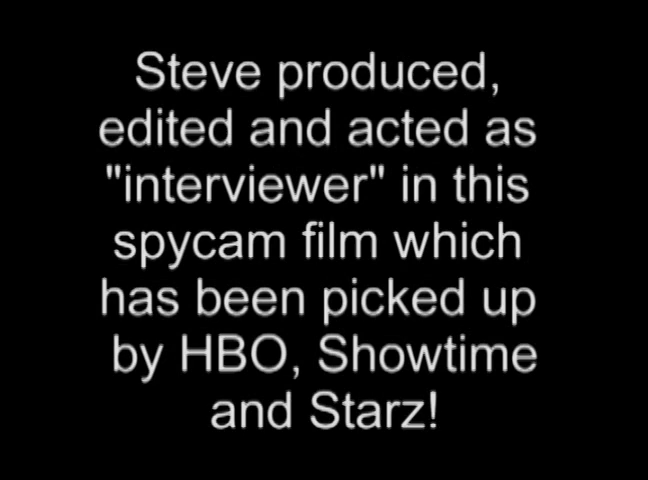 Steve produced,
edited and acted as
"interviewer" in this
spycam film which
has been picked up
by HBO, Showtime
and Starz!